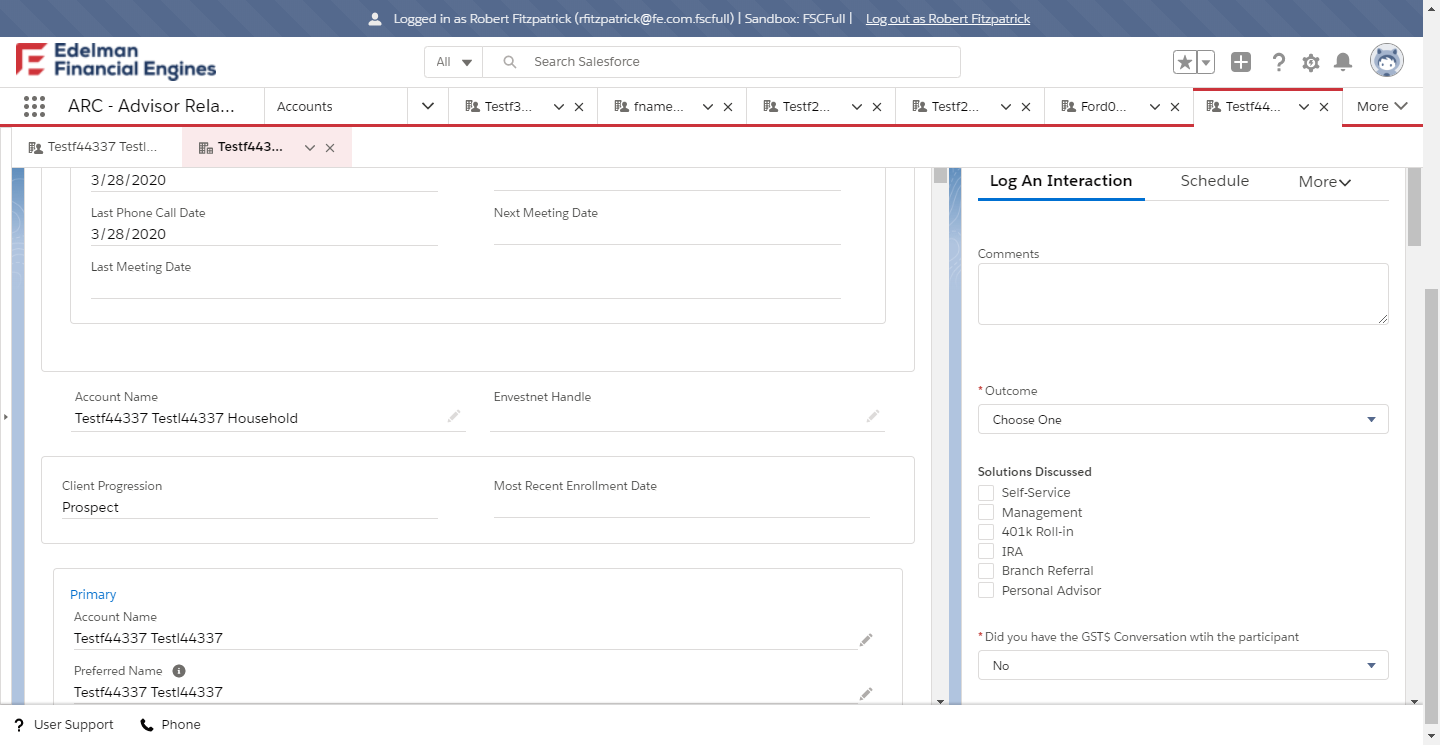 Logged in as Robert Fitzpatrick (rfitzpatrick@fe.com.fscfull) | Sandbox: FSCFull | Log out as Robert Fitzpatrick
Edelman
Financial Engines
All
Search Salesforce
ARC - Advisor Rela...
Accounts
Testf3...
fname...
Testf2...
Testf2...
Ford0...
Testf44...
More
Testf44337 Testl...
Testf443...
3/28/2020
Last Phone Call Date
Next Meeting Date
3/28/2020
Last Meeting Date
Account Name
Envestnet Handle
Testf44337 Testl44337 Household
Client Progression
Most Recent Enrollment Date
Prospect
Primary
Account Name
Testf44337 Testl44337
Preferred Name
Testf44337 Testl44337
Log An Interaction
Schedule
More
Comments
*Outcome
Choose One
Solutions Discussed
Self-Service
Management
401k Roll-in
IRA
Branch Referral
Personal Advisor
*Did you have the GST$ Conversation wtih the participant
No
? User Support
Phone